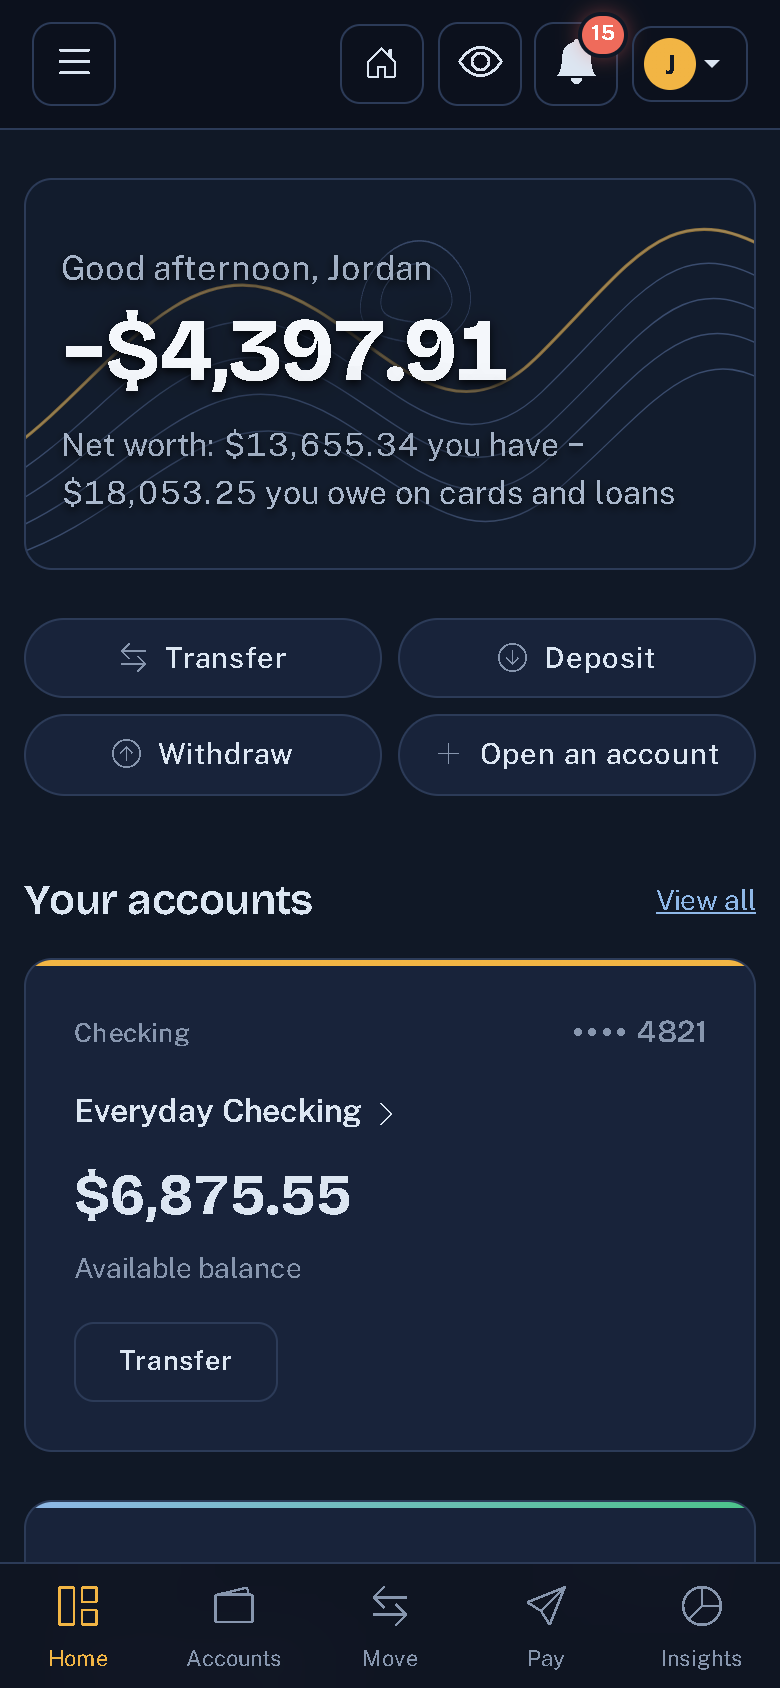 15
J
Good afternoon, Jordan
−$4,397.91
Net worth: $13,655.34 you have −
$18,053.25 you owe on cards and loans
Transfer
Deposit
Withdraw
Open an account
Your accounts
View all
Checking
•••• 4821
Everyday Checking
$6,875.55
Available balance
Transfer
Home
Accounts
Move
Pay
Insights